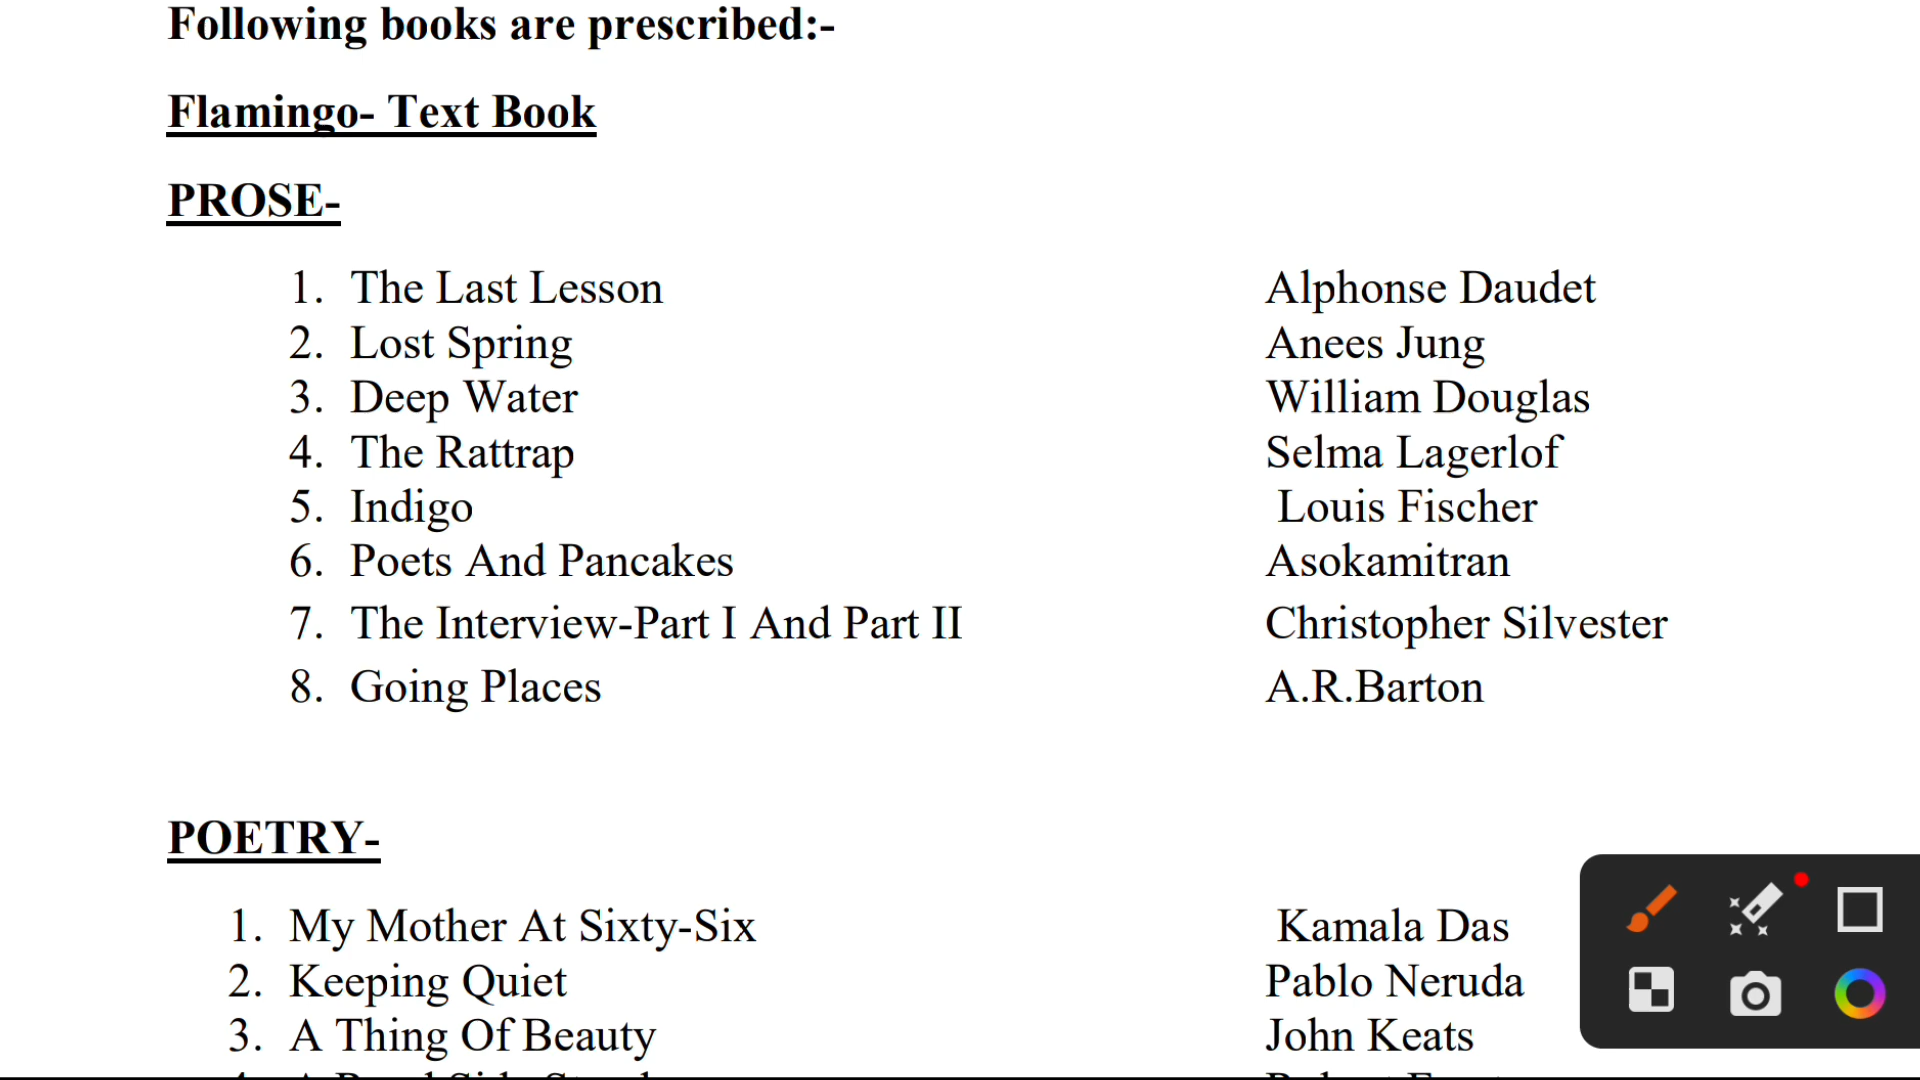 Following books are prescribed:-
Flamingo- Text Book
PROSE-
1. The Last Lesson Alphonse Daudet
2. Lost Spring Anees Jung
3. Deep Water William Douglas
4. The Rattrap Selma Lagerlof
5. Indigo Louis Fischer
6. Poets And Pancakes Asokamitran
7. The Interview-Part I And Part II Christopher Silvester
8. Going Places A.R.Barton
POETRY-
1. My Mother At Sixty-Six Kamala Das
2. Keeping Quiet Pablo Neruda
3. A Thing Of Beauty John Keats